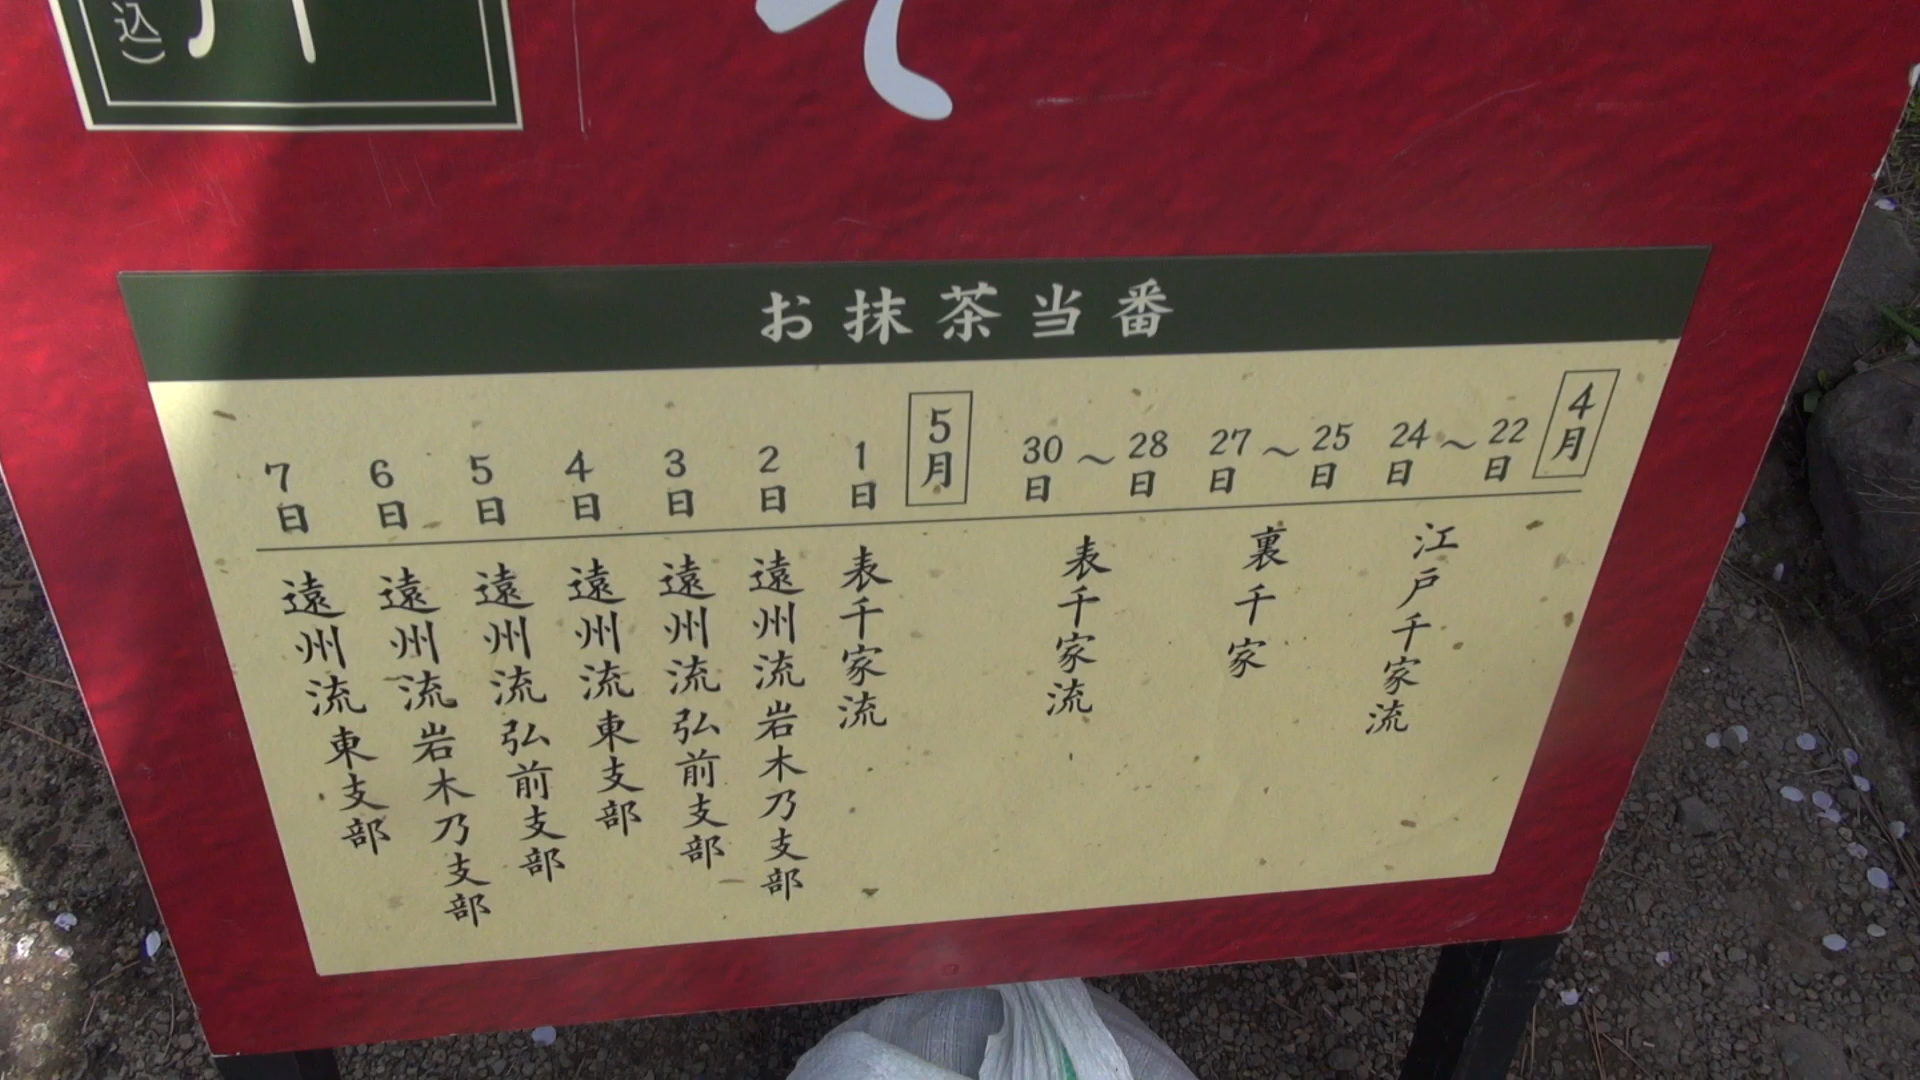 込）
円
て
お抹茶当番
4月
22日～24日 江戸千家流
25日～27日 裏千家
28日～30日 表千家流
5月
1日 表千家流
2日 遠州流岩木乃支部
3日 遠州流弘前支部
4日 遠州流東支部
5日 遠州流弘前支部
6日 遠州流岩木乃支部
7日 遠州流東支部